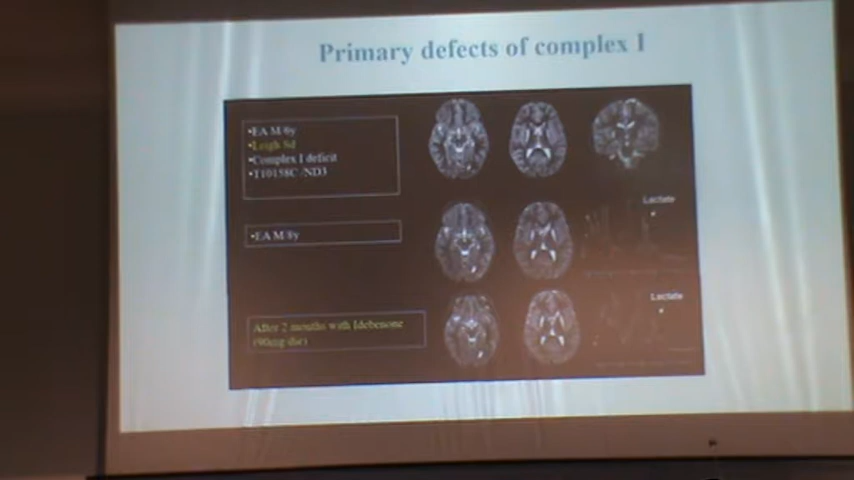 Primary defects of complex I
•EA M 6y
•Leigh Sd
•Complex I deficit
•T10158C /ND3
Lactate
•EA M 8y
Lactate
After 2 months with Idebenone
(90mg